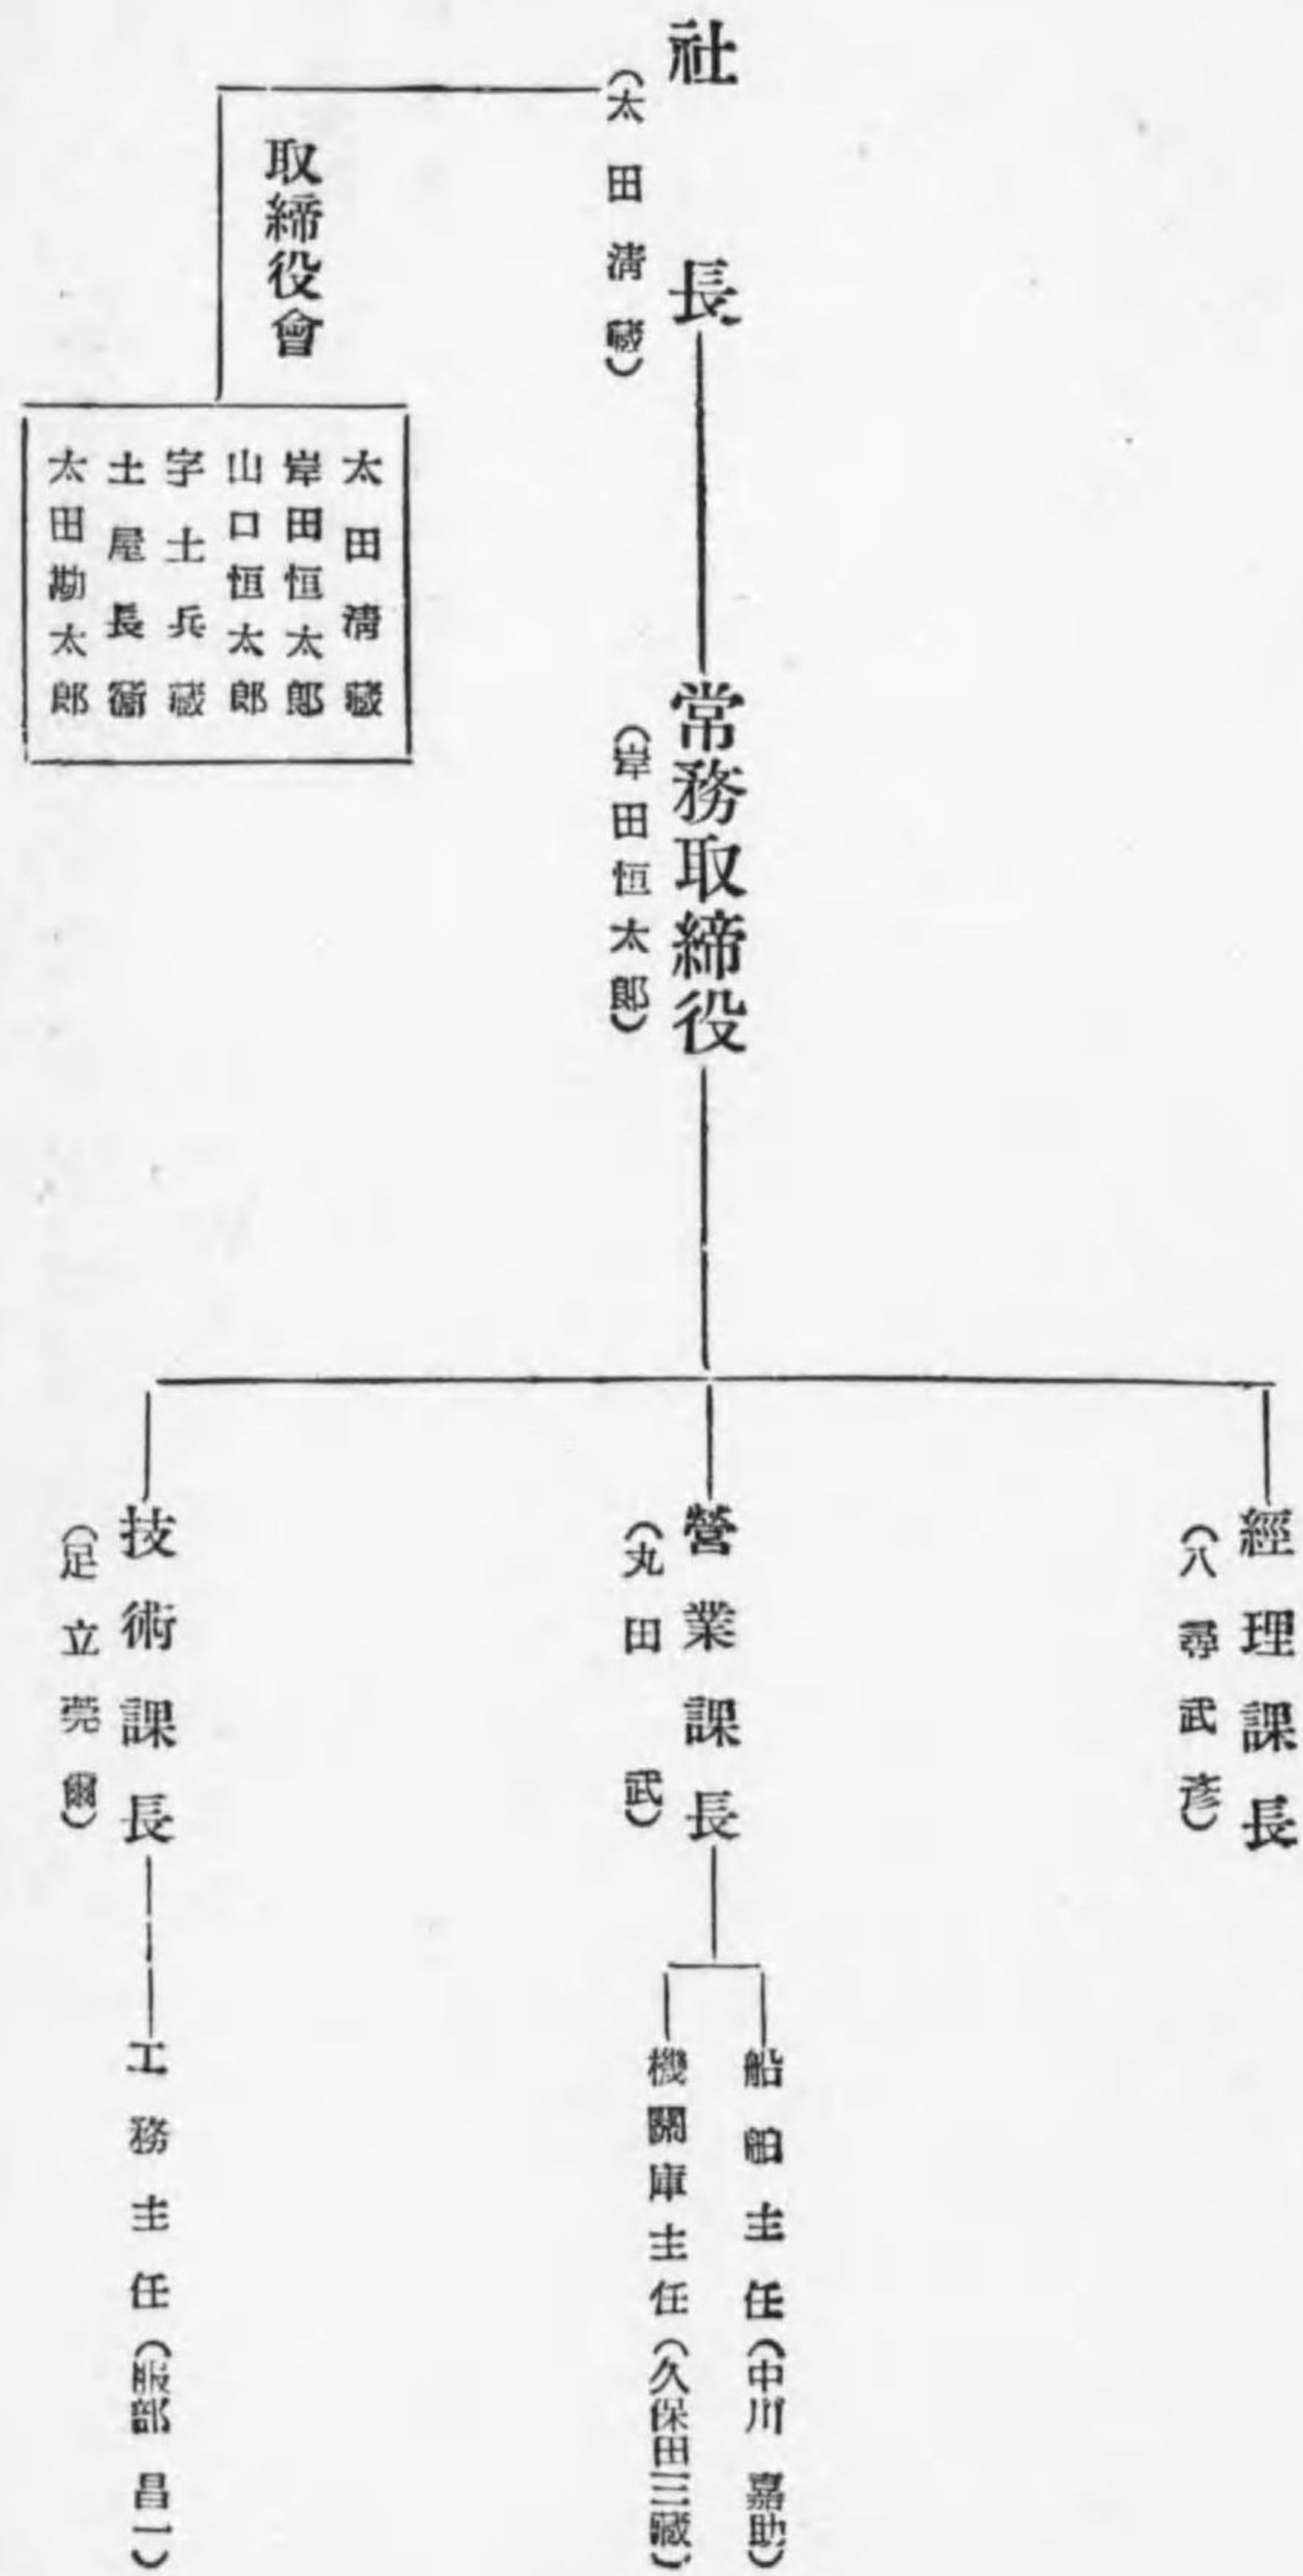 社長
(太田淸藏)
取締役會
太田淸藏
岸田恒太郎
山口恒太郎
宇土兵藏
土屋長衞
太田勘太郎
常務取締役
(岸田恒太郎)
經理課長
(八尋武彥)
營業課長
(丸田武)
船舶主任(中川嘉助)
機關庫主任(久保田三藏)
技術課長
(足立莞爾)
工務主任(服部昌一)